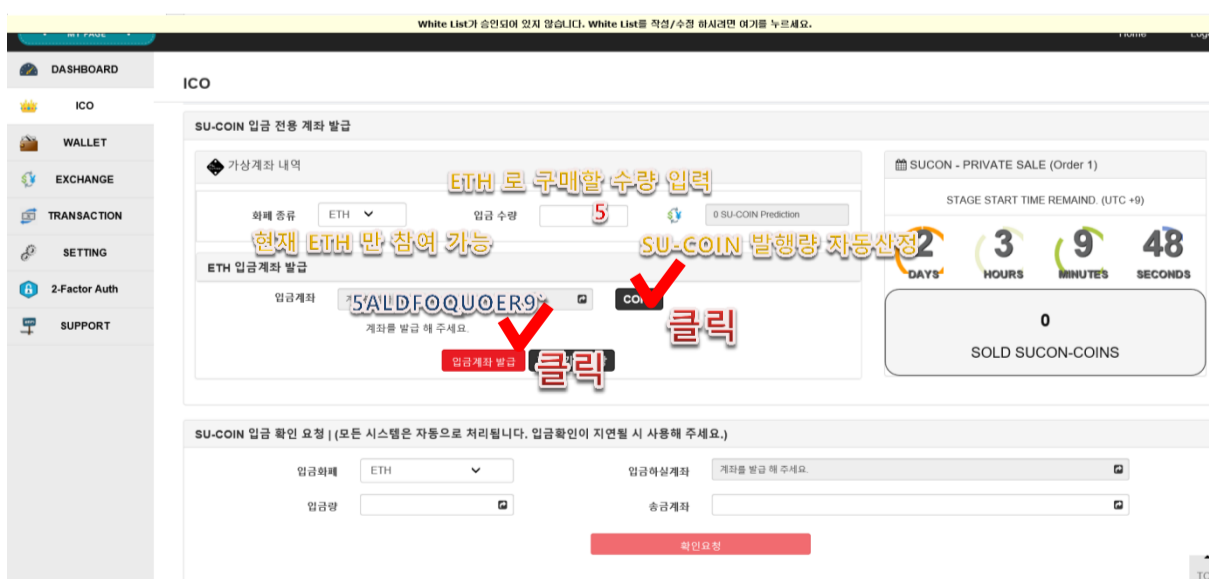 White List가 승인되어 있지 않습니다. White List를 작성/수정 하시려면 여기를 누르세요.
MY PAGE
Home
DASHBOARD
ICO
WALLET
EXCHANGE
TRANSACTION
SETTING
2-Factor Auth
SUPPORT
ICO
SU-COIN 입금 전용 계좌 발급
가상계좌 내역
ETH 로 구매할 수량 입력
화폐 종류 ETH 입금 수량 5 0 SU-COIN Prediction
현재 ETH 만 참여 가능
SU-COIN 발행량 자동산정
ETH 입금계좌 발급
입금계좌 5ALDFOQUOER9
계좌를 발급 해 주세요.
클릭
입금계좌 발급
클릭
SUCON - PRIVATE SALE (Order 1)
STAGE START TIME REMAIND. (UTC +9)
2 3 9 48
DAYS HOURS MINUTES SECONDS
0
SOLD SUCON-COINS
SU-COIN 입금 확인 요청 | (모든 시스템은 자동으로 처리됩니다. 입금확인이 지연될 시 사용해 주세요.)
입금화폐 ETH 입금하실계좌 계좌를 발급 해 주세요.
입금량 송금계좌
확인요청